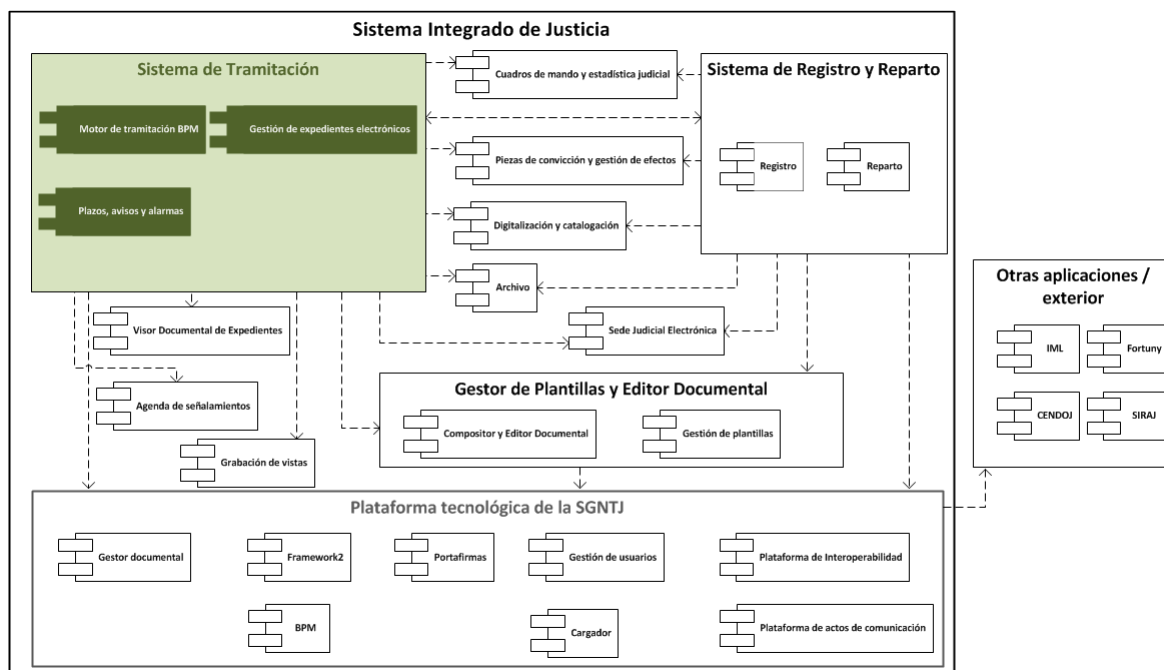 Sistema Integrado de Justicia
Sistema de Tramitación
Motor de tramitación BPM
Gestión de expedientes electrónicos
Plazos, avisos y alarmas
Cuadros de mando y estadística judicial
Piezas de convicción y gestión de efectos
Digitalización y catalogación
Archivo
Sistema de Registro y Reparto
Registro
Reparto
Visor Documental de Expedientes
Sede Judicial Electrónica
Agenda de señalamientos
Grabación de vistas
Gestor de Plantillas y Editor Documental
Compositor y Editor Documental
Gestión de plantillas
Otras aplicaciones /
exterior
IML
Fortuny
CENDOJ
SIRAJ
Plataforma tecnológica de la SGNTJ
Gestor documental
Framework2
Portafirmas
Gestión de usuarios
Plataforma de Interoperabilidad
BPM
Cargador
Plataforma de actos de comunicación